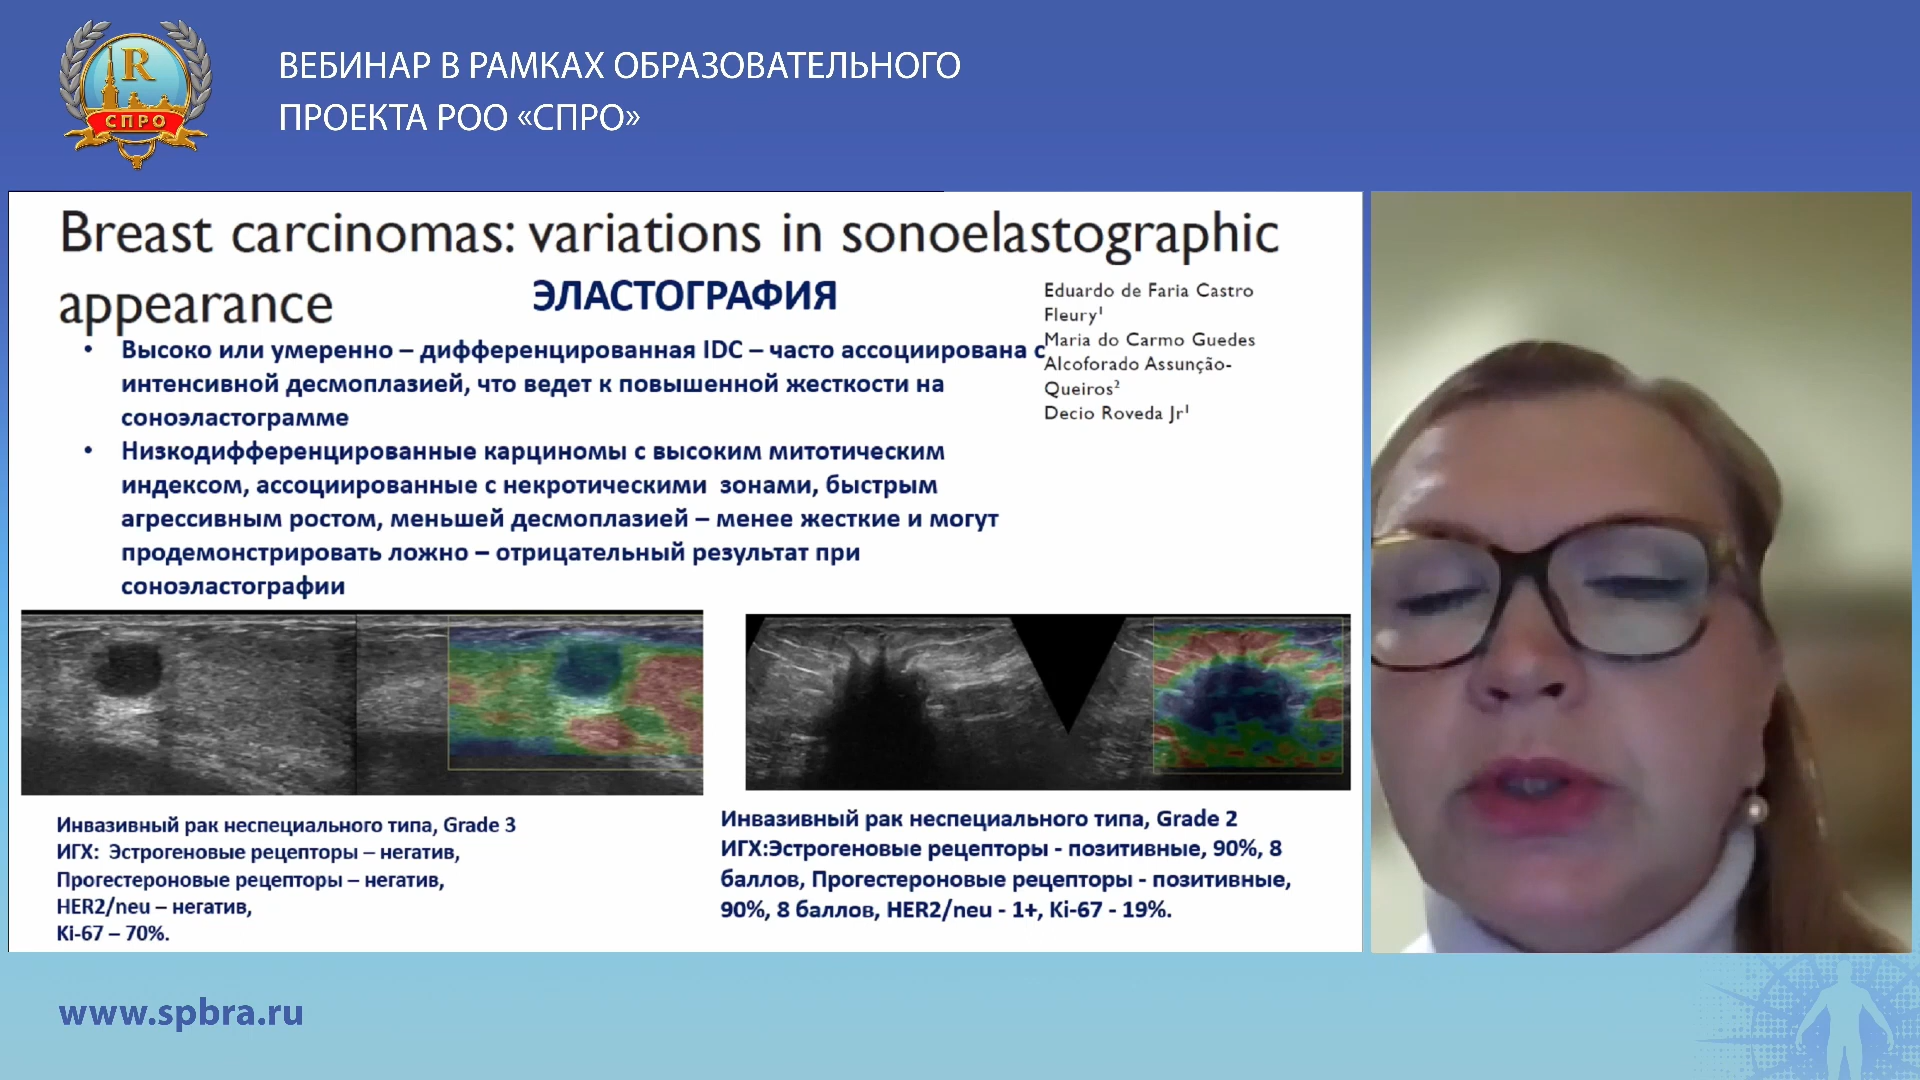 R
СПРО
ВЕБИНАР В РАМКАХ ОБРАЗОВАТЕЛЬНОГО
ПРОЕКТА РОО «СПРО»
Breast carcinomas: variations in sonoelastographic
appearance
ЭЛАСТОГРАФИЯ
Eduardo de Faria Castro
Fleury¹
Maria do Carmo Guedes
Alcoforado Assunção-
Queiros²
Decio Roveda Jr¹
• Высоко или умеренно – дифференцированная IDC – часто ассоциирована с
интенсивной десмоплазией, что ведет к повышенной жесткости на
соноэластограмме
• Низкодифференцированные карциномы с высоким митотическим
индексом, ассоциированные с некротическими зонами, быстрым
агрессивным ростом, меньшей десмоплазией – менее жесткие и могут
продемонстрировать ложно – отрицательный результат при
соноэластографии
Инвазивный рак неспециального типа, Grade 3
ИГХ: Эстрогеновые рецепторы – негатив,
Прогестероновые рецепторы – негатив,
HER2/neu – негатив,
Ki-67 – 70%.
Инвазивный рак неспециального типа, Grade 2
ИГХ:Эстрогеновые рецепторы - позитивные, 90%, 8
баллов, Прогестероновые рецепторы - позитивные,
90%, 8 баллов, HER2/neu - 1+, Ki-67 - 19%.
www.spbra.ru